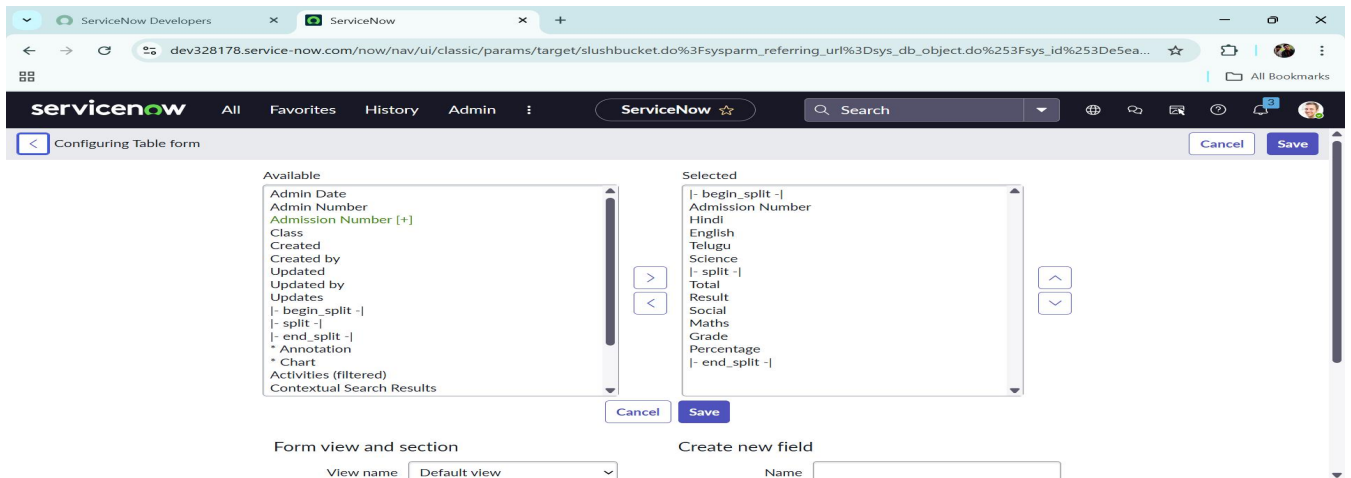 ServiceNow Developers
ServiceNow
dev328178.service-now.com/now/nav/ui/classic/params/target/slushbucket.do%3Fsysparm_referring_url%3Dsys_db_object.do%253Fsys_id%253De5ea...
All Bookmarks
servicenow All Favorites History Admin ServiceNow Search 3
Configuring Table form Cancel Save
Available
Admin Date
Admin Number
Admission Number [+]
Class
Created
Created by
Updated
Updated by
Updates
|- begin_split -|
|- split -|
|- end_split -|
* Annotation
* Chart
Activities (filtered)
Contextual Search Results
Selected
|- begin_split -|
Admission Number
Hindi
English
Telugu
Science
|- split -|
Total
Result
Social
Maths
Grade
Percentage
|- end_split -|
Cancel Save
Form view and section
View name Default view
Create new field
Name